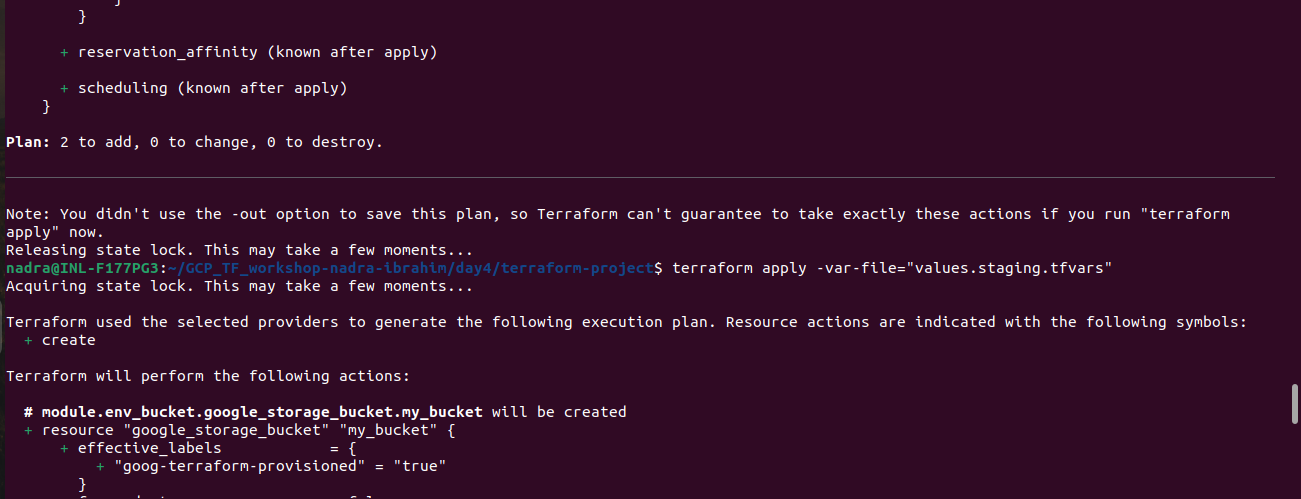 }
}
+ reservation_affinity (known after apply)
+ scheduling (known after apply)
}
Plan: 2 to add, 0 to change, 0 to destroy.
Note: You didn't use the -out option to save this plan, so Terraform can't guarantee to take exactly these actions if you run "terraform
apply" now.
Releasing state lock. This may take a few moments...
nadra@INL-F177PG3:~/GCP_TF_workshop-nadra-ibrahim/day4/terraform-project$ terraform apply -var-file="values.staging.tfvars"
Acquiring state lock. This may take a few moments...
Terraform used the selected providers to generate the following execution plan. Resource actions are indicated with the following symbols:
+ create
Terraform will perform the following actions:
# module.env_bucket.google_storage_bucket.my_bucket will be created
+ resource "google_storage_bucket" "my_bucket" {
+ effective_labels = {
+ "goog-terraform-provisioned" = "true"
}